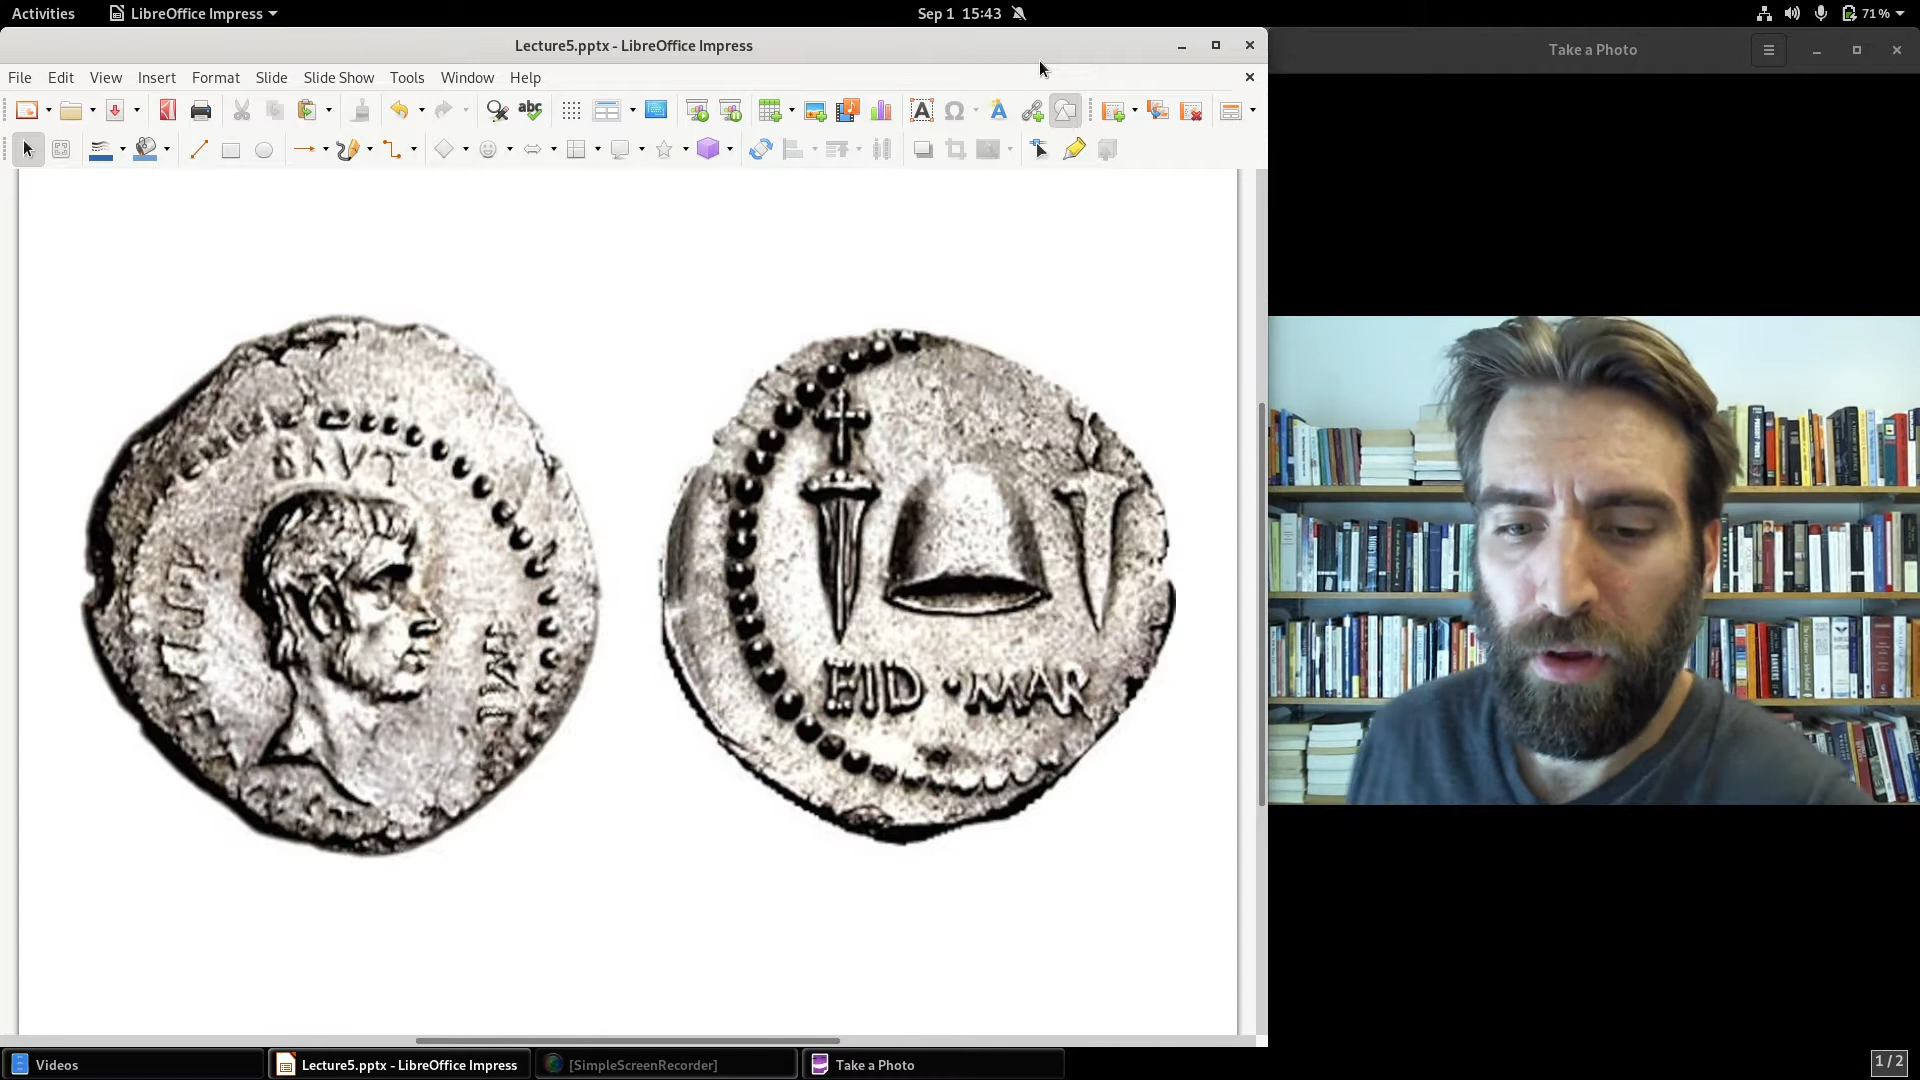 Activities
LibreOffice Impress
Sep 1 15:43
71 %
Lecture5.pptx - LibreOffice Impress
Take a Photo
File Edit View Insert Format Slide Slide Show Tools Window Help
abc
BRVT
IMP
EID · MAR
Videos
Lecture5.pptx - LibreOffice Impress
[SimpleScreenRecorder]
Take a Photo
1 / 2